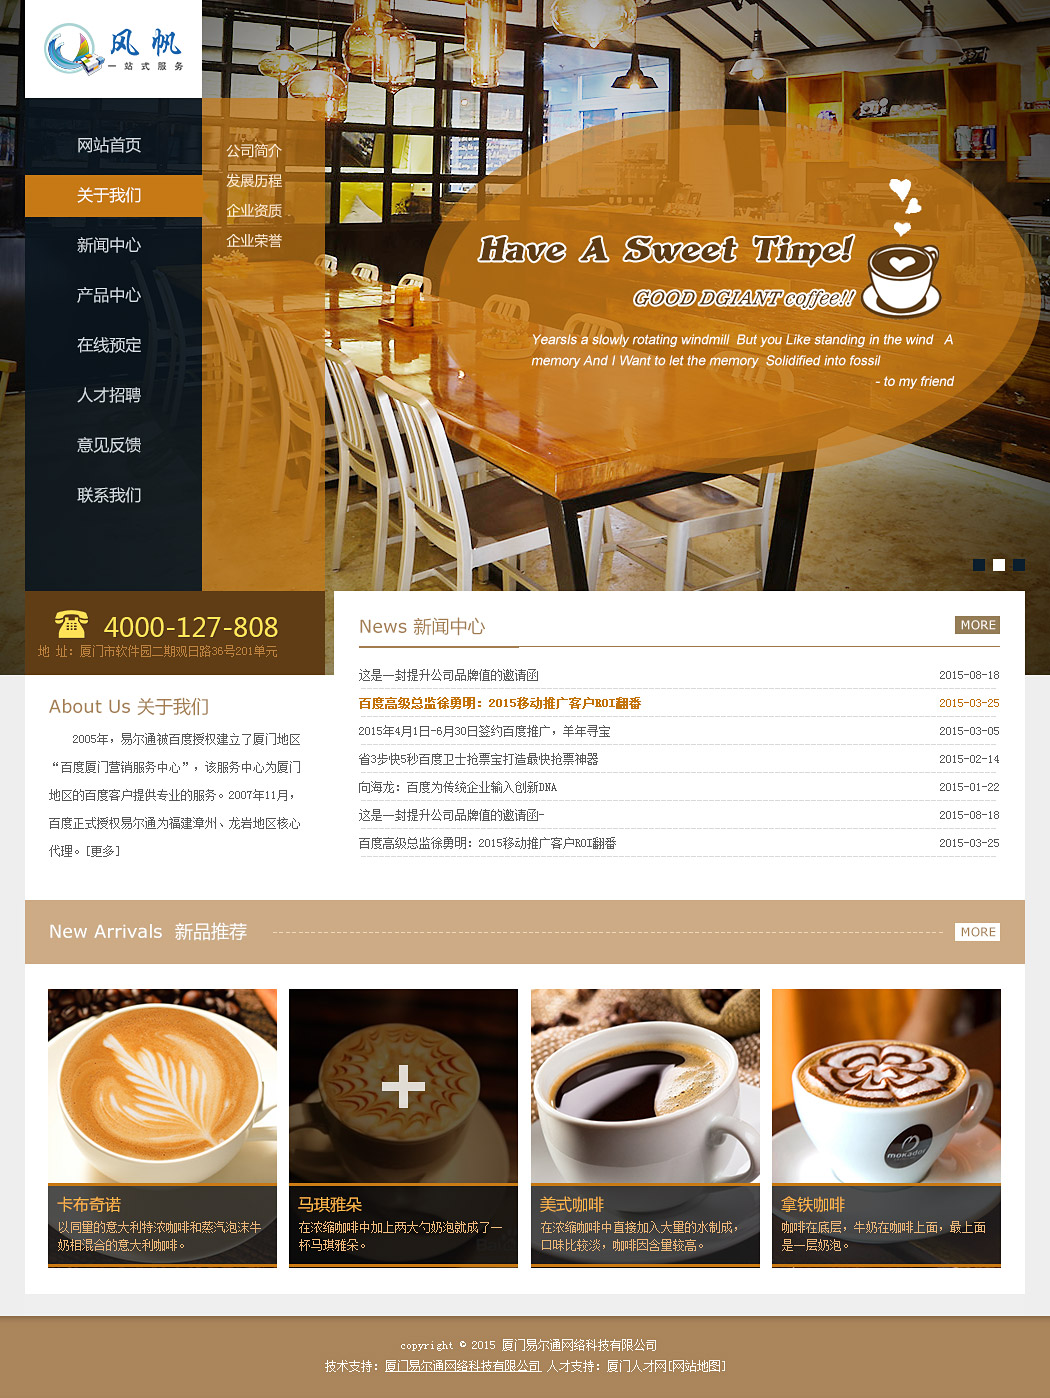 风帆
一站式服务
网站首页
关于我们
新闻中心
产品中心
在线预定
人才招聘
意见反馈
联系我们
公司简介
发展历程
企业资质
企业荣誉
Have A Sweet Time!
GOOD DGIANT coffee!!
YearsIs a slowly rotating windmill But you Like standing in the wind A
memory And I Want to let the memory Solidified into fossil
- to my friend
4000-127-808
地 址：厦门市软件园二期观日路36号201单元
About Us 关于我们
2005年，易尔通被百度授权建立了厦门地区
“百度厦门营销服务中心”，该服务中心为厦门
地区的百度客户提供专业的服务。2007年11月，
百度正式授权易尔通为福建漳州、龙岩地区核心
代理。[更多]
News 新闻中心 MORE
这是一封提升公司品牌值的邀请函 2015-08-18
百度高级总监徐勇明：2015移动推广客户ROI翻番 2015-03-25
2015年4月1日-6月30日签约百度推广，羊年寻宝 2015-03-05
省3步快5秒百度卫士抢票宝打造最快抢票神器 2015-02-14
向海龙：百度为传统企业输入创新DNA 2015-01-22
这是一封提升公司品牌值的邀请函- 2015-08-18
百度高级总监徐勇明：2015移动推广客户ROI翻番 2015-03-25
New Arrivals 新品推荐 MORE
卡布奇诺
以同量的意大利特浓咖啡和蒸汽泡沫牛
奶相混合的意大利咖啡。
马琪雅朵
在浓缩咖啡中加上两大勺奶泡就成了一
杯马琪雅朵。
美式咖啡
在浓缩咖啡中直接加入大量的水制成，
口味比较淡，咖啡因含量较高。
mokador
拿铁咖啡
咖啡在底层，牛奶在咖啡上面，最上面
是一层奶泡。
copyright © 2015 厦门易尔通网络科技有限公司
技术支持：厦门易尔通网络科技有限公司 人才支持：厦门人才网[网站地图]